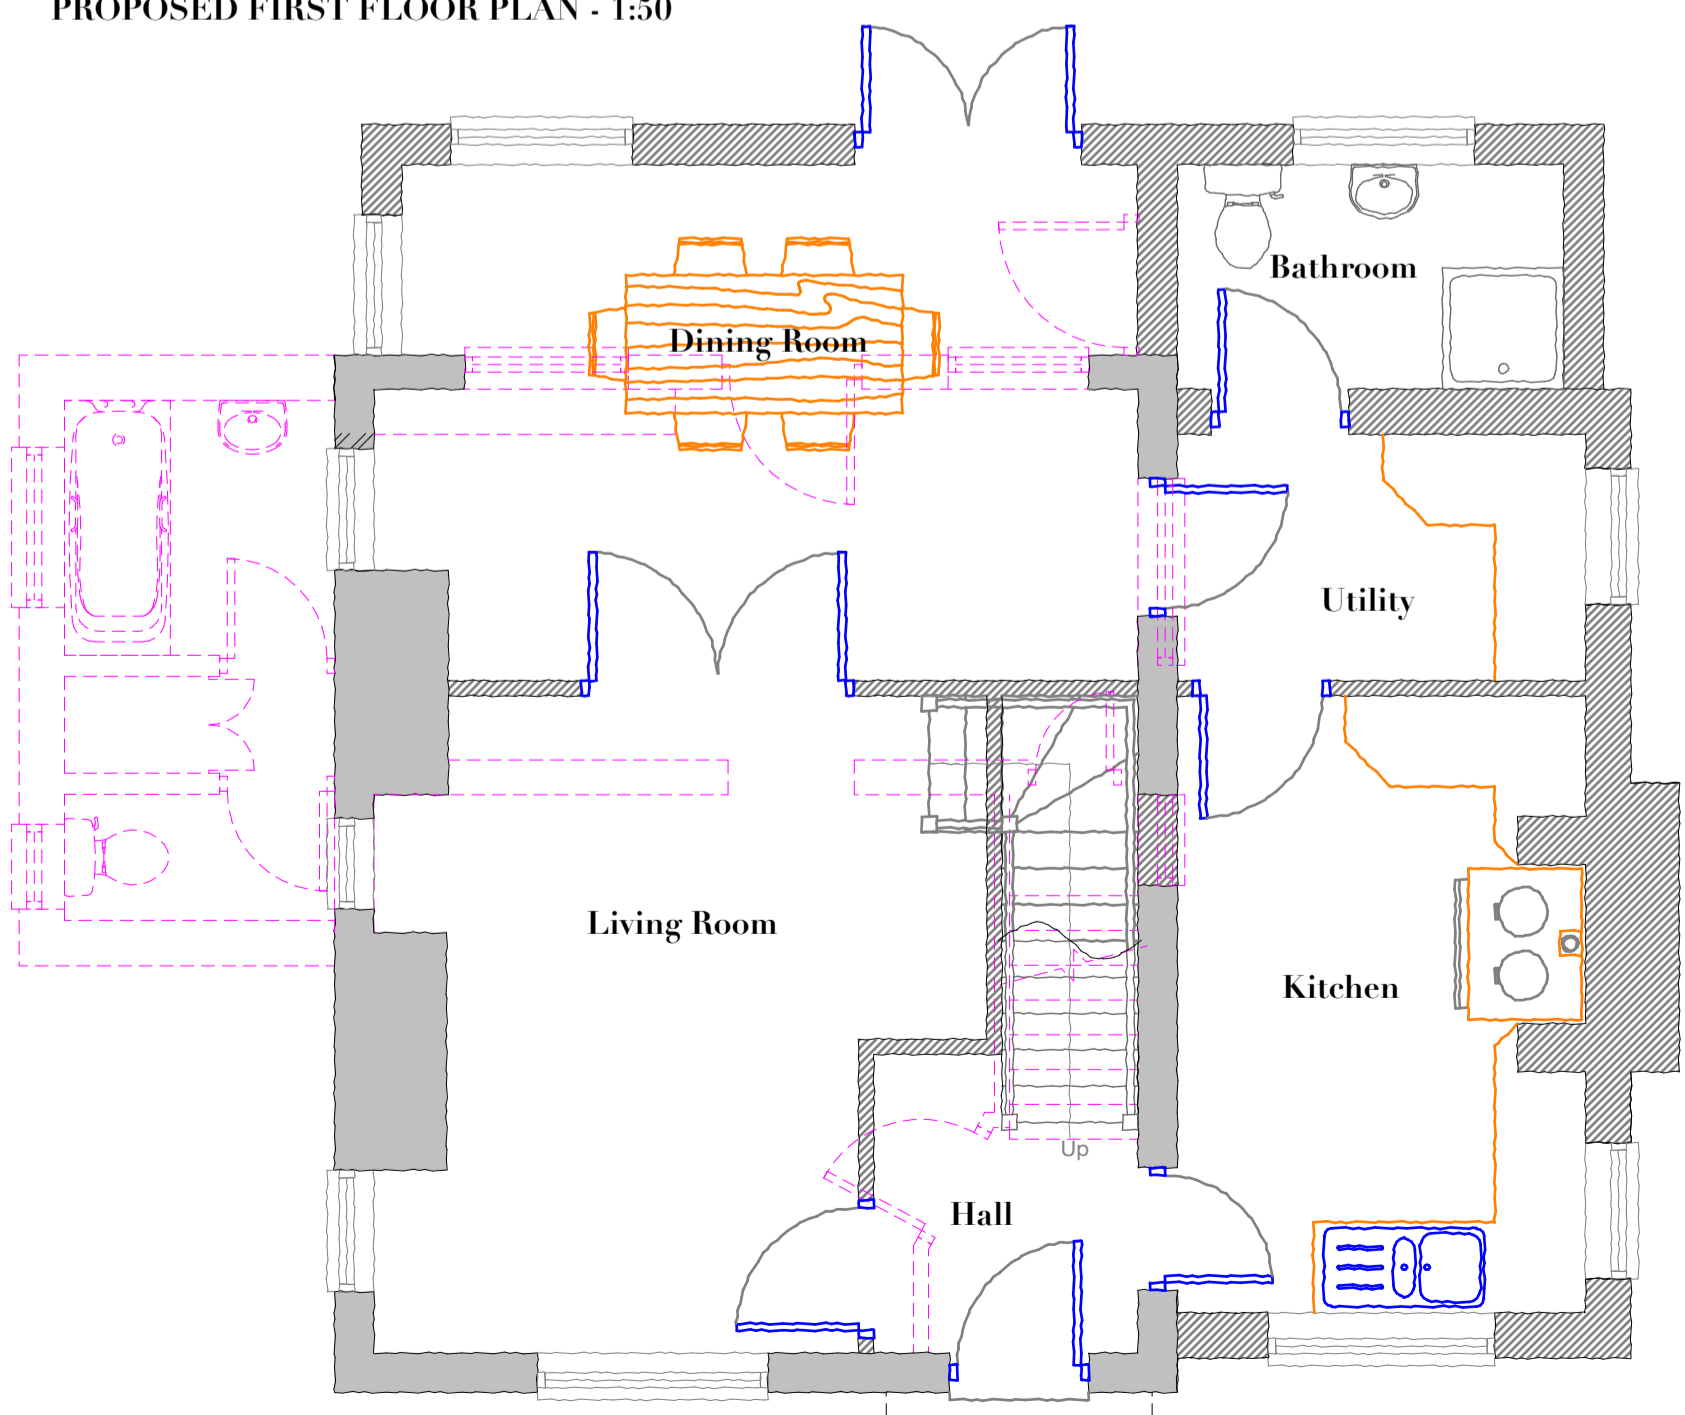 PROPOSED FIRST FLOOR PLAN - 1:50
Bathroom
Dining Room
Utility
Living Room
Kitchen
Up
Hall